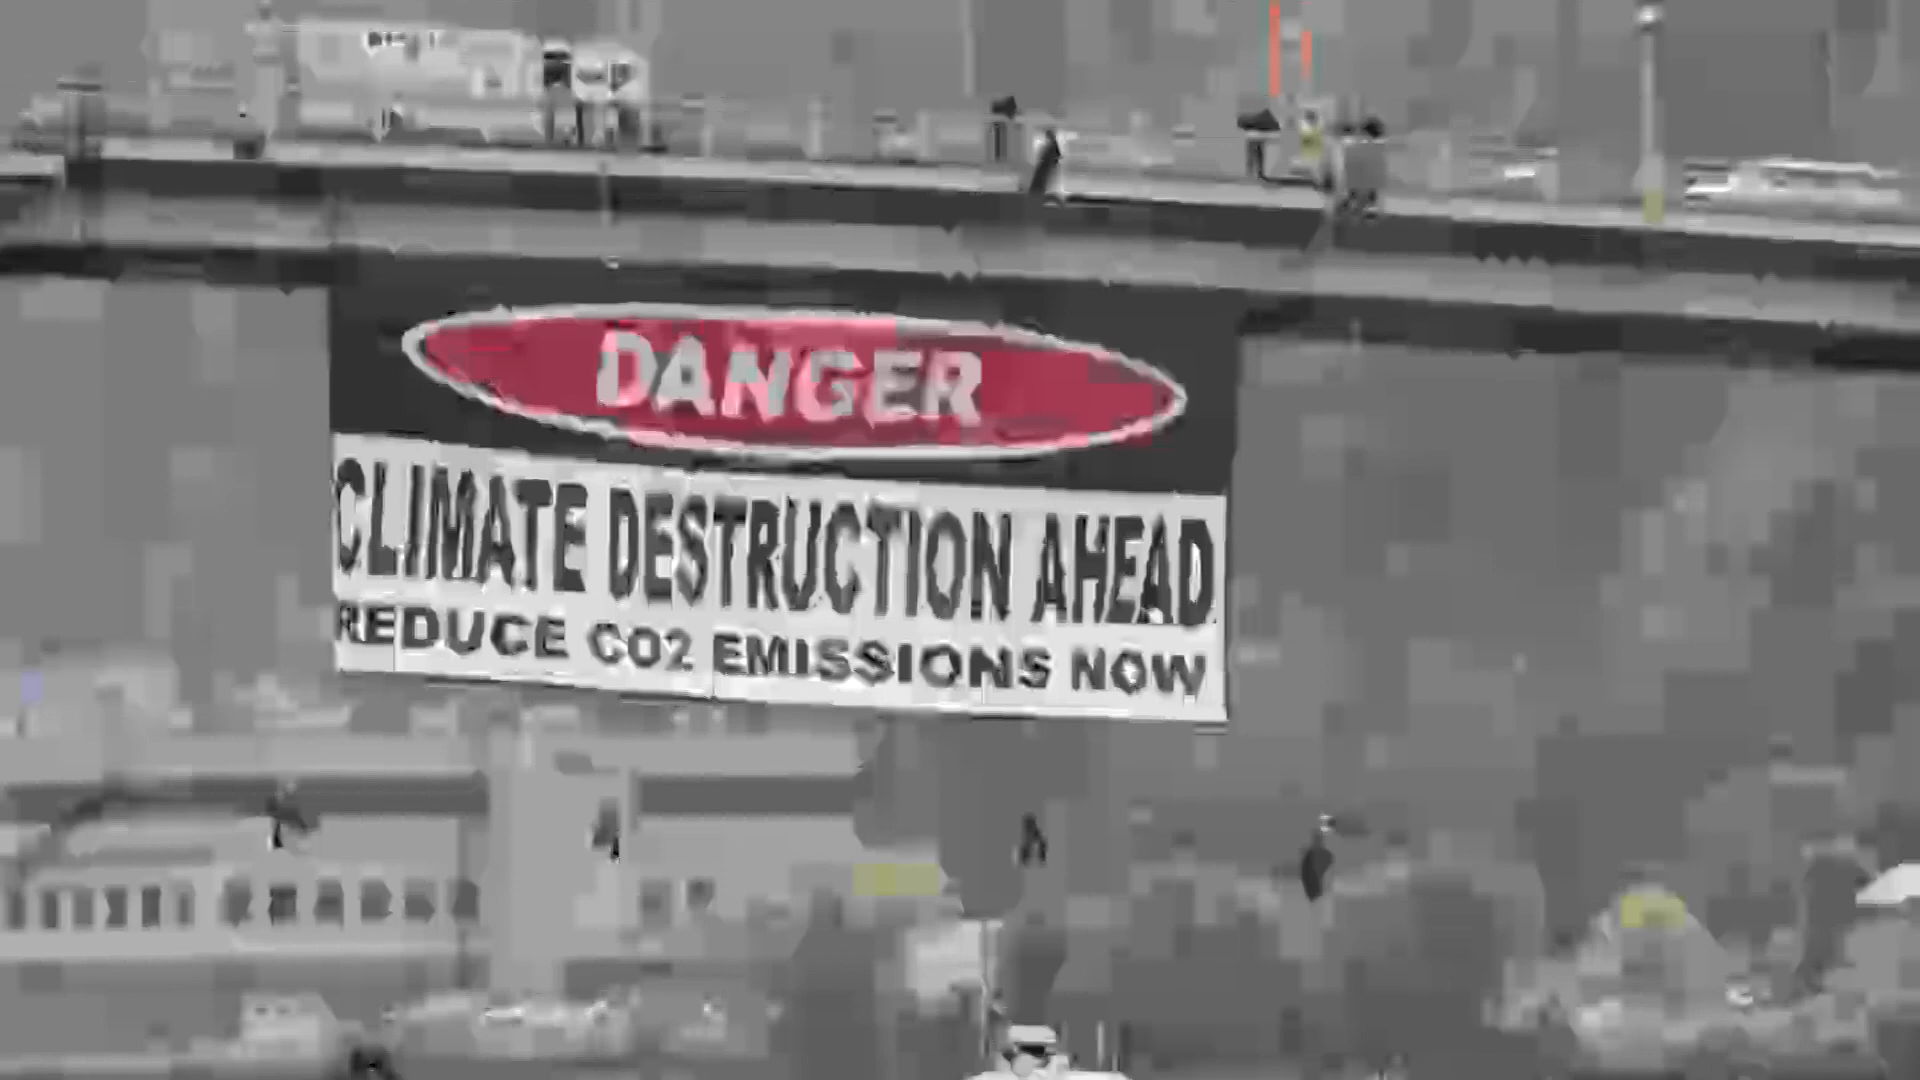 DANGER
CLIMATE DESTRUCTION AHEAD
REDUCE CO2 EMISSIONS NOW